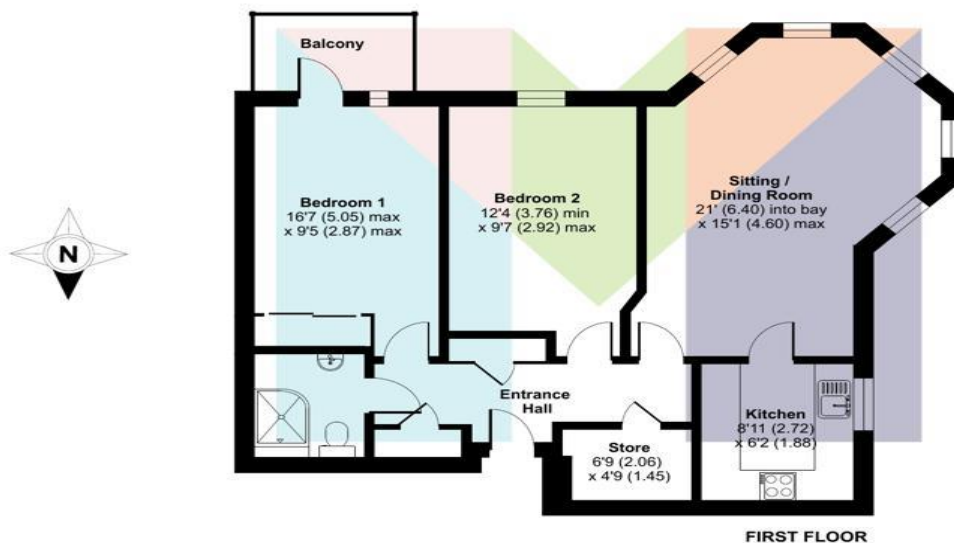 Balcony
Bedroom 1
16'7 (5.05) max
x 9'5 (2.87) max
Bedroom 2
12'4 (3.76) min
x 9'7 (2.92) max
Sitting /
Dining Room
21' (6.40) into bay
x 15'1 (4.60) max
N
Entrance
Hall
Store
6'9 (2.06)
x 4'9 (1.45)
Kitchen
8'11 (2.72)
x 6'2 (1.88)
FIRST FLOOR